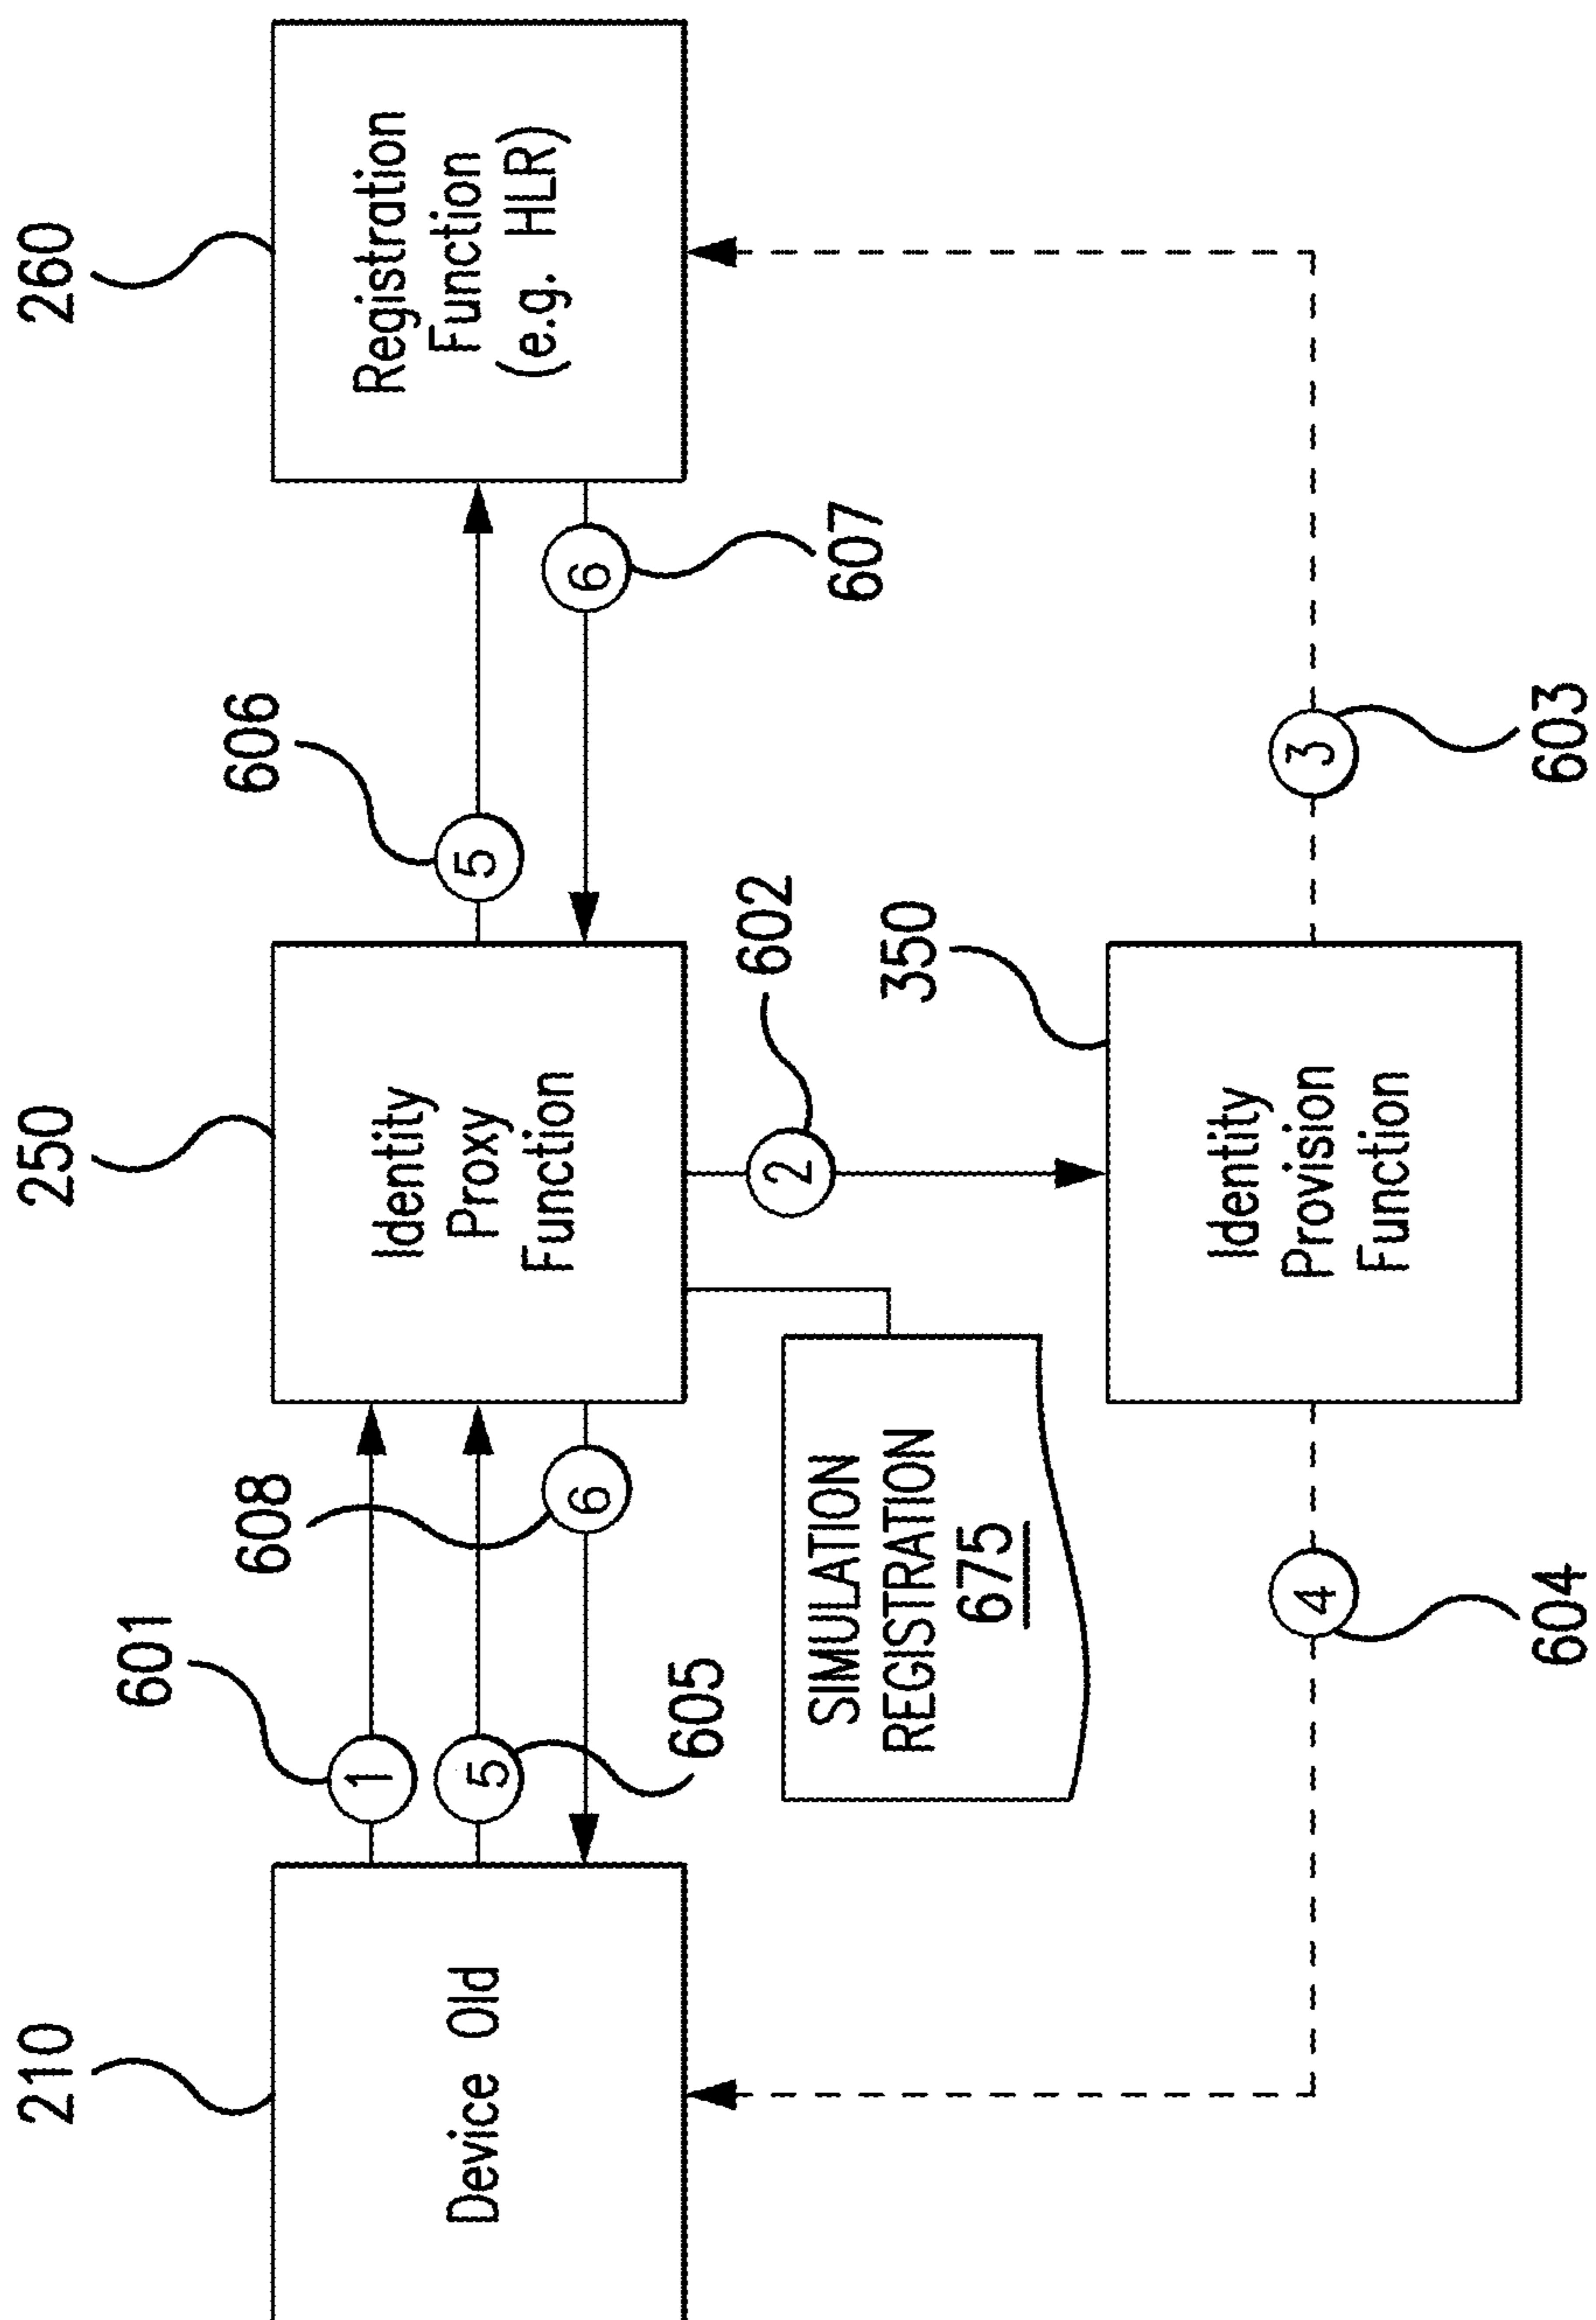 210
250
260
Device Old
Identity
Proxy
Function
Registration
Function
(e.g. HLR)
601
1
5
605
608
6
606
5
6
607
2
602
SIMULATION
REGISTRATION
675
350
Identity
Provision
Function
4
604
3
603